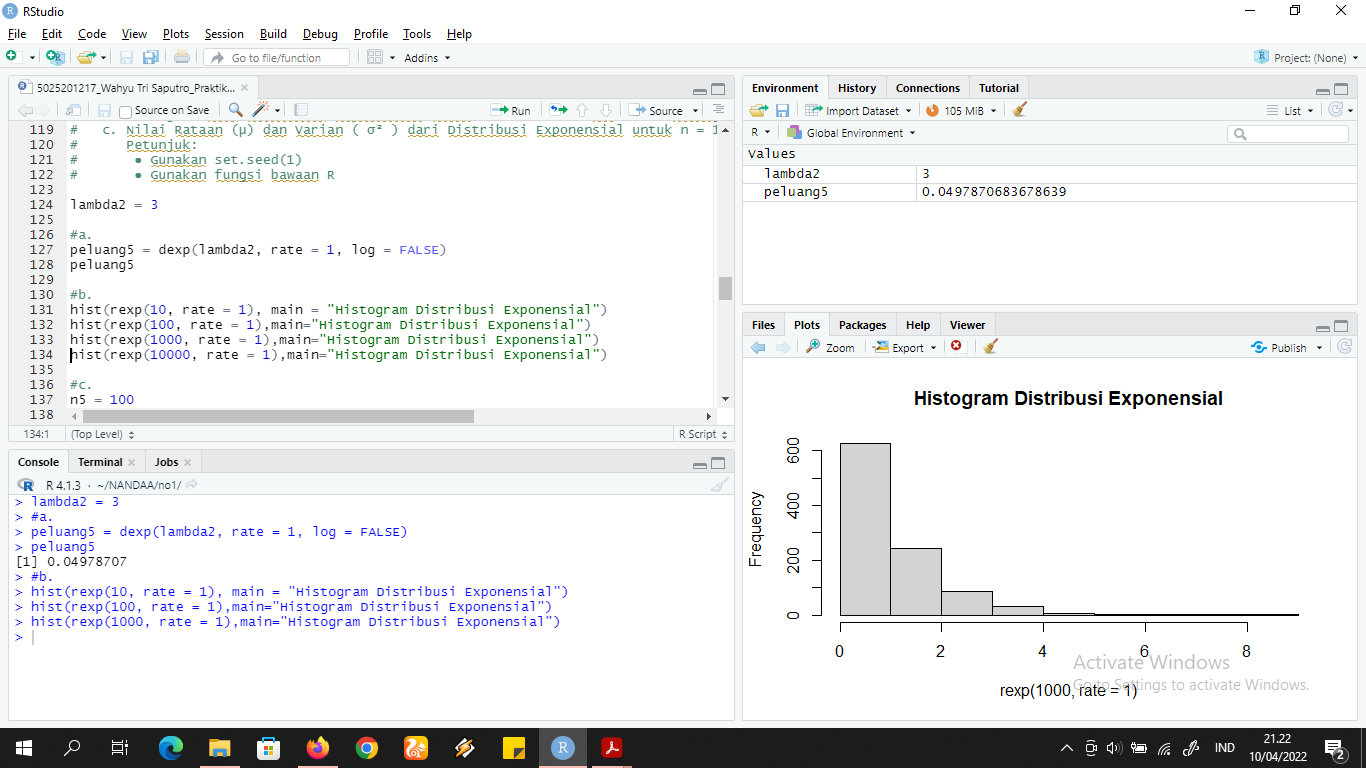 RStudio
File Edit Code View Plots Session Build Debug Profile Tools Help
Go to file/function
Addins
Project: (None)
5025201217_Wahyu Tri Saputro_Praktik...
Source on Save
Run
Source
119 # c. Nilai Rataan (μ) dan Varian ( σ² ) dari Distribusi Exponensial untuk n = 1
120 # Petunjuk:
121 # • Gunakan set.seed(1)
122 # • Gunakan fungsi bawaan R
123
124 lambda2 = 3
125
126 #a.
127 peluang5 = dexp(lambda2, rate = 1, log = FALSE)
128 peluang5
129
130 #b.
131 hist(rexp(10, rate = 1), main = "Histogram Distribusi Exponensial")
132 hist(rexp(100, rate = 1),main="Histogram Distribusi Exponensial")
133 hist(rexp(1000, rate = 1),main="Histogram Distribusi Exponensial")
134 hist(rexp(10000, rate = 1),main="Histogram Distribusi Exponensial")
135
136 #c.
137 n5 = 100
138
134:1 (Top Level) R Script
Console Terminal Jobs
R 4.1.3 · ~/NANDAA/no1/
> lambda2 = 3
> #a.
> peluang5 = dexp(lambda2, rate = 1, log = FALSE)
> peluang5
[1] 0.04978707
> #b.
> hist(rexp(10, rate = 1), main = "Histogram Distribusi Exponensial")
> hist(rexp(100, rate = 1),main="Histogram Distribusi Exponensial")
> hist(rexp(1000, rate = 1),main="Histogram Distribusi Exponensial")
>
Environment History Connections Tutorial
Import Dataset 105 MiB List
R Global Environment
Values
lambda2 3
peluang5 0.0497870683678639
Files Plots Packages Help Viewer
Zoom Export Publish
Histogram Distribusi Exponensial
Frequency
600
400
200
0
0 2 4 6 8
rexp(1000, rate = 1)
Activate Windows
Go to Settings to activate Windows.
IND
21.22
10/04/2022
2